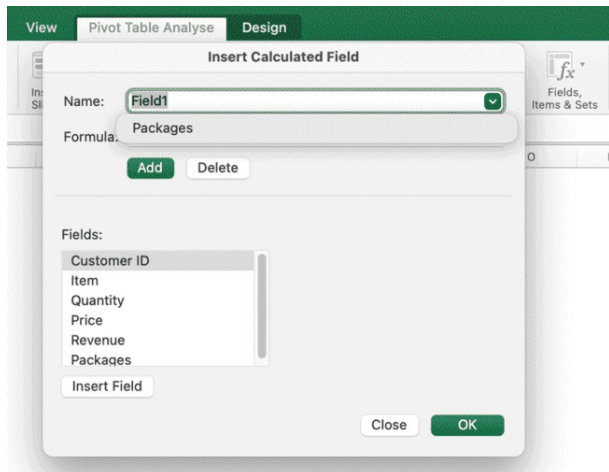 View Pivot Table Analyse Design
Insert Calculated Field
Name: Field1
Packages
Formula:
Add Delete
Fields,
Items & Sets
O
Fields:
Customer ID
Item
Quantity
Price
Revenue
Packages
Insert Field
Close OK